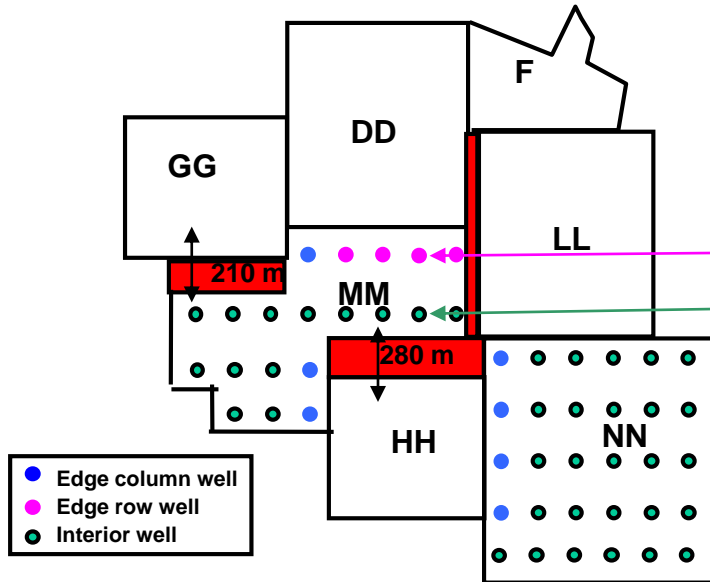 F
DD
GG
LL
210 m
MM
280 m
HH
NN
Edge column well
Edge row well
Interior well